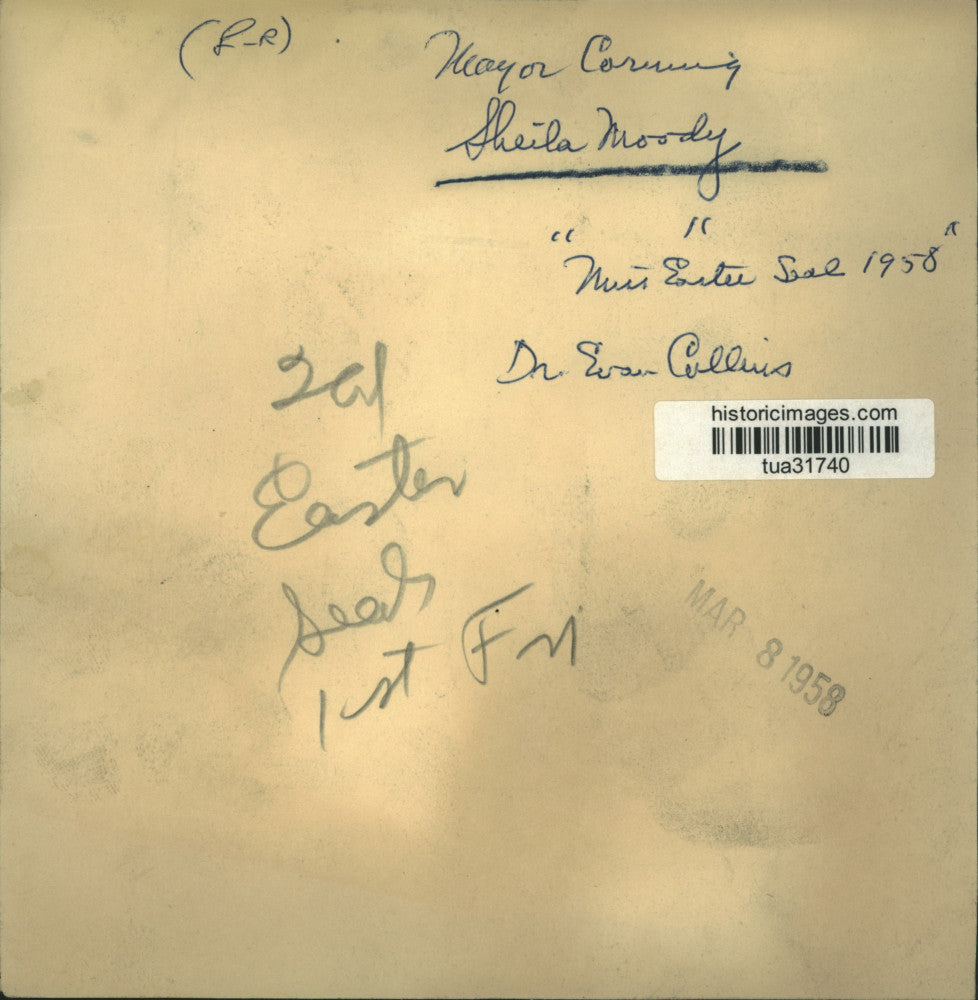 (L-R)
Mayor Corning
Sheila Moody
" "
"Miss Easter Seal 1958"
Dr. Evan Collins
historicimages.com
tua31740
2 col
Easter
Seals
1st Fri
MAR 8 1958